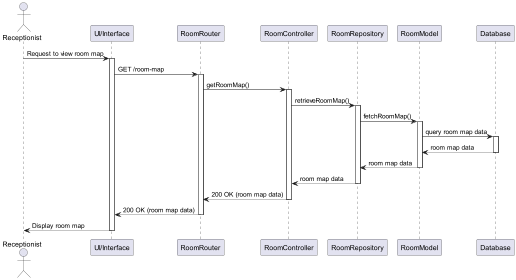 Receptionist
UI/Interface
RoomRouter
RoomController
RoomRepository
RoomModel
Database
Request to view room map
GET /room-map
getRoomMap()
retrieveRoomMap()
fetchRoomMap()
query room map data
room map data
room map data
room map data
200 OK (room map data)
200 OK (room map data)
Display room map
Receptionist
UI/Interface
RoomRouter
RoomController
RoomRepository
RoomModel
Database